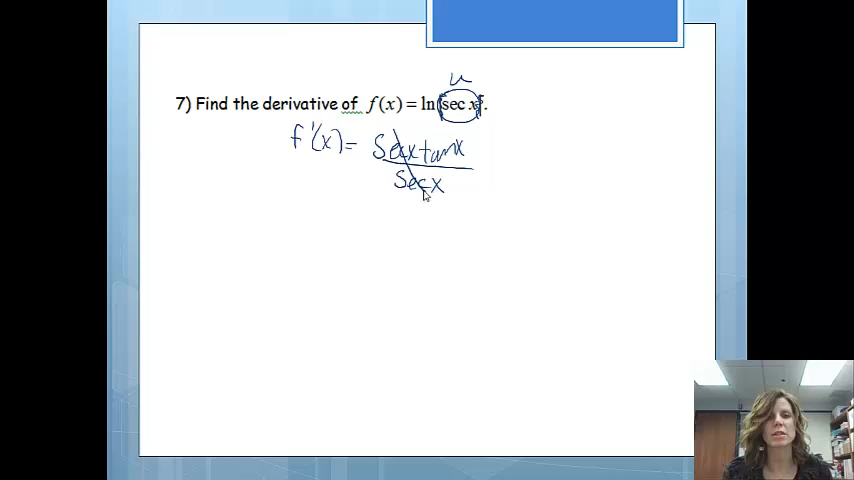 u
7) Find the derivative of f(x) = ln|sec x|.
f'(x) = secx tanx
secx